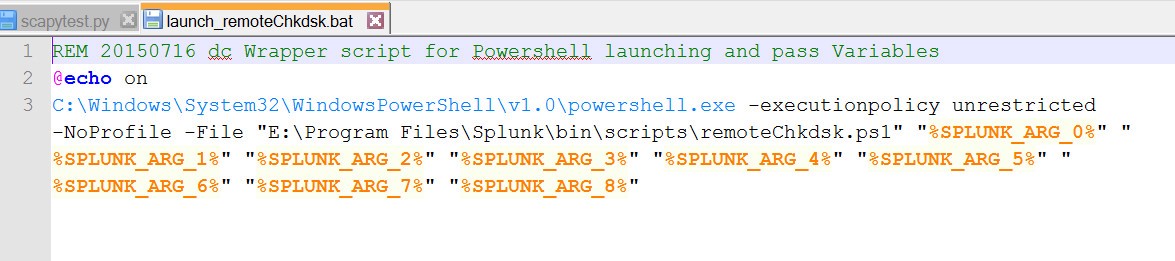 scapytest.py launch_remoteChkdsk.bat
1 REM 20150716 dc Wrapper script for Powershell launching and pass Variables
2 @echo on
3 C:\Windows\System32\WindowsPowerShell\v1.0\powershell.exe -executionpolicy unrestricted
-NoProfile -File "E:\Program Files\Splunk\bin\scripts\remoteChkdsk.ps1" "%SPLUNK_ARG_0%" "
%SPLUNK_ARG_1%" "%SPLUNK_ARG_2%" "%SPLUNK_ARG_3%" "%SPLUNK_ARG_4%" "%SPLUNK_ARG_5%" "
%SPLUNK_ARG_6%" "%SPLUNK_ARG_7%" "%SPLUNK_ARG_8%"